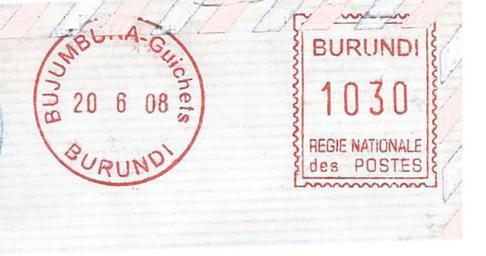 BUJUMBURA-Guichets
20 6 08
BURUNDI
BURUNDI
1030
REGIE NATIONALE
des POSTES